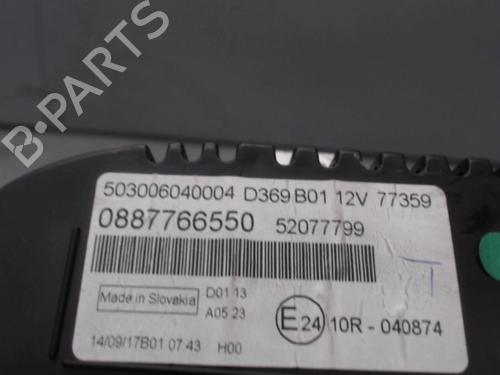 B-PARTS
503006040004 D369 B01 12V 77359
0887766550 52077799
Made in Slovakia
D01 13
A05 23
E24 10R - 040874
14/09/17B01 07:43 H00